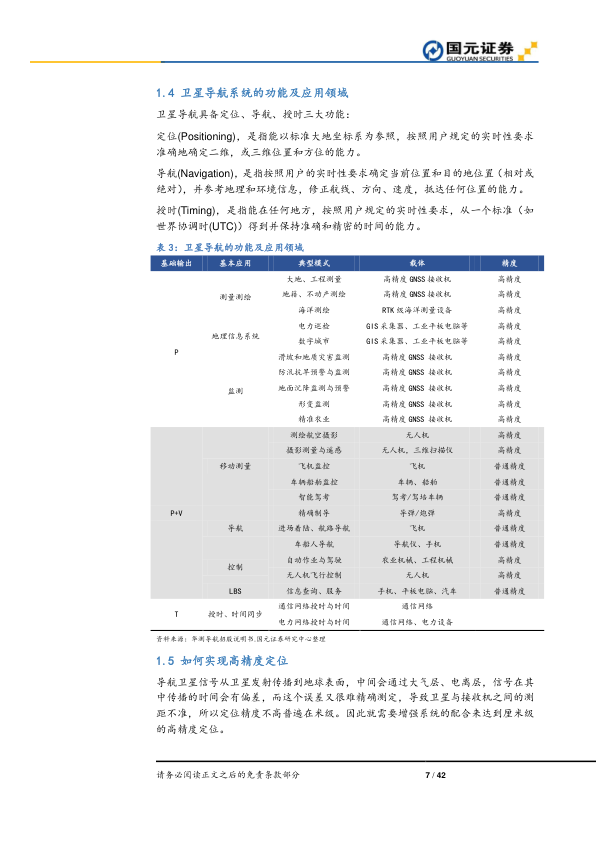 国元证券
GUOYUAN SECURITIES
1.4 卫星导航系统的功能及应用领域
卫星导航具备定位、导航、授时三大功能：
定位(Positioning)，是指能以标准大地坐标系为参照，按照用户规定的实时性要求
准确地确定二维，或三维位置和方位的能力。
导航(Navigation)，是指按照用户的实时性要求确定当前位置和目的地位置（相对或
绝对），并参考地理和环境信息，修正航线、方向、速度，抵达任何位置的能力。
授时(Timing)，是指能在任何地方，按照用户规定的实时性要求，从一个标准（如
世界协调时(UTC)）得到并保持准确和精密的时间的能力。
表 3：卫星导航的功能及应用领域
基础输出 基本应用 典型模式 载体 精度
大地、工程测量 高精度 GNSS 接收机 高精度
测量测绘 地籍、不动产测绘 高精度 GNSS 接收机 高精度
海洋测绘 RTK 级海洋测量设备 高精度
地理信息系统 电力巡检 GIS 采集器、工业平板电脑等 高精度
数字城市 GIS 采集器、工业平板电脑等 高精度
P 滑坡和地质灾害监测 高精度 GNSS 接收机 高精度
防汛抗旱预警与监测 高精度 GNSS 接收机 高精度
监测 地面沉降监测与预警 高精度 GNSS 接收机 高精度
形变监测 高精度 GNSS 接收机 高精度
精准农业 高精度 GNSS 接收机 高精度
测绘航空摄影 无人机 高精度
摄影测量与遥感 无人机，三维扫描仪 高精度
移动测量 飞机监控 飞机 普通精度
车辆船舶监控 车辆、船舶 普通精度
智能驾考 驾考/驾培车辆 普通精度
P+V 精确制导 导弹/炮弹 高精度
导航 进场着陆、航路导航 飞机 普通精度
车船人导航 导航仪、手机 普通精度
控制 自动作业与驾驶 农业机械、工程机械 高精度
无人机飞行控制 无人机 高精度
LBS 信息查询、服务 手机、平板电脑、汽车 普通精度
T 授时、时间同步 通信网络授时与时间 通信网络
电力网络授时与时间 通信网络、电力设备
资料来源：华测导航招股说明书,国元证券研究中心整理
1.5 如何实现高精度定位
导航卫星信号从卫星发射传播到地球表面，中间会通过大气层、电离层，信号在其
中传播的时间会有偏差，而这个误差又很难精确测定，导致卫星与接收机之间的测
距不准，所以定位精度不高普遍在米级。因此就需要增强系统的配合来达到厘米级
的高精度定位。
请务必阅读正文之后的免责条款部分 7 / 42